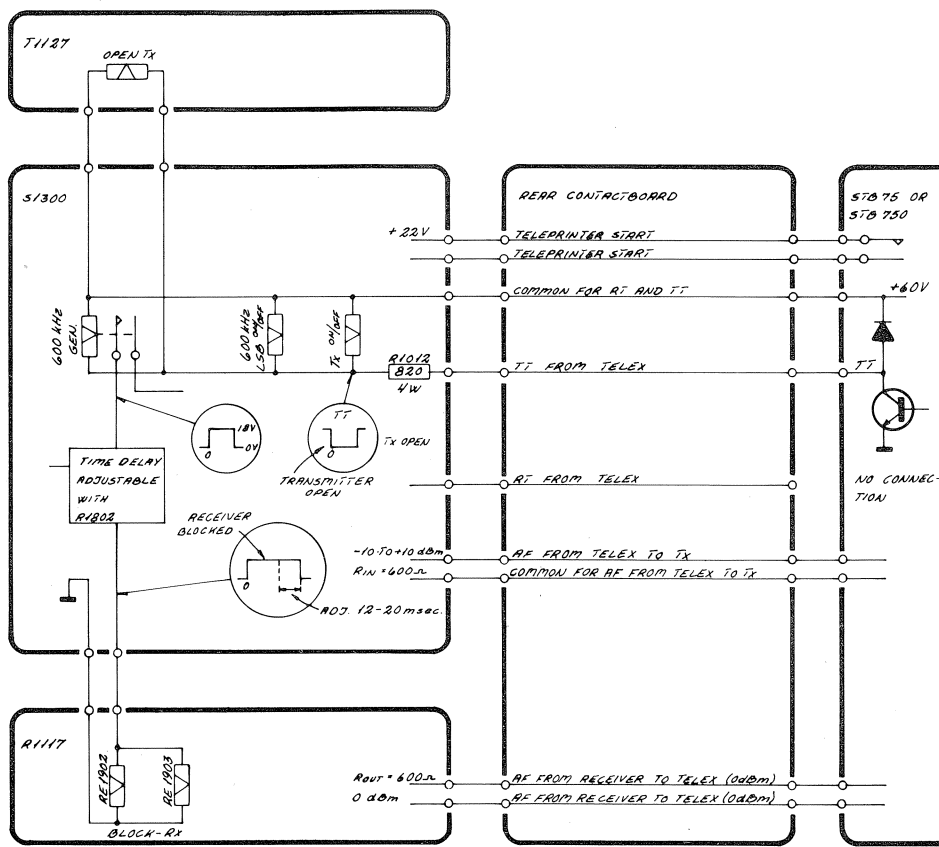 T1127
OPEN Tx
S1300
REAR CONTACTBOARD
STB 75 OR
STB 750
+22V
TELEPRINTER START
TELEPRINTER START
COMMON FOR RT AND TT
+60V
600 kHz
GEN.
600 kHz
LSB ON/OFF
Tx ON/OFF
R1012
820
4W
TT FROM TELEX
TT
18V
0V
0
TT
0
Tx OPEN
TRANSMITTER
OPEN
TIME DELAY
ADJUSTABLE
WITH
R1802
RT FROM TELEX
NO CONNEC-
TION
RECEIVER
BLOCKED
0
ADJ. 12-20 msec.
-10 TO +10 dBm
AF FROM TELEX TO Tx
RIN = 600Ω
COMMON FOR AF FROM TELEX TO Tx
R1117
RE1902
RE1903
BLOCK-Rx
ROUT = 600Ω
AF FROM RECEIVER TO TELEX (0dBm)
0 dBm
AF FROM RECEIVER TO TELEX (0dBm)